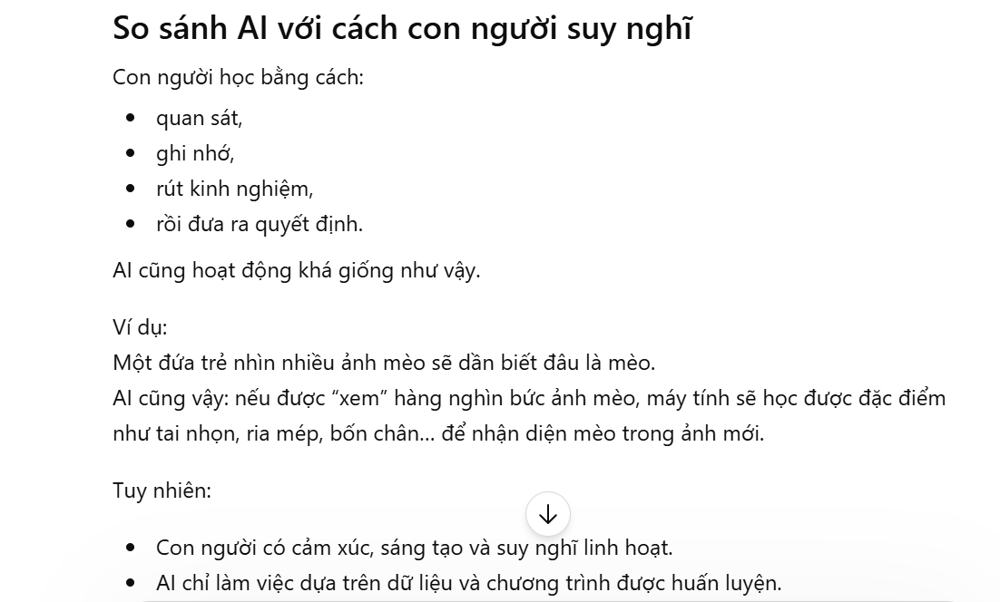 So sánh AI với cách con người suy nghĩ
Con người học bằng cách:
quan sát,
ghi nhớ,
rút kinh nghiệm,
rồi đưa ra quyết định.
AI cũng hoạt động khá giống như vậy.
Ví dụ:
Một đứa trẻ nhìn nhiều ảnh mèo sẽ dần biết đâu là mèo.
AI cũng vậy: nếu được “xem” hàng nghìn bức ảnh mèo, máy tính sẽ học được đặc điểm
như tai nhọn, ria mép, bốn chân... để nhận diện mèo trong ảnh mới.
Tuy nhiên:
Con người có cảm xúc, sáng tạo và suy nghĩ linh hoạt.
AI chỉ làm việc dựa trên dữ liệu và chương trình được huấn luyện.